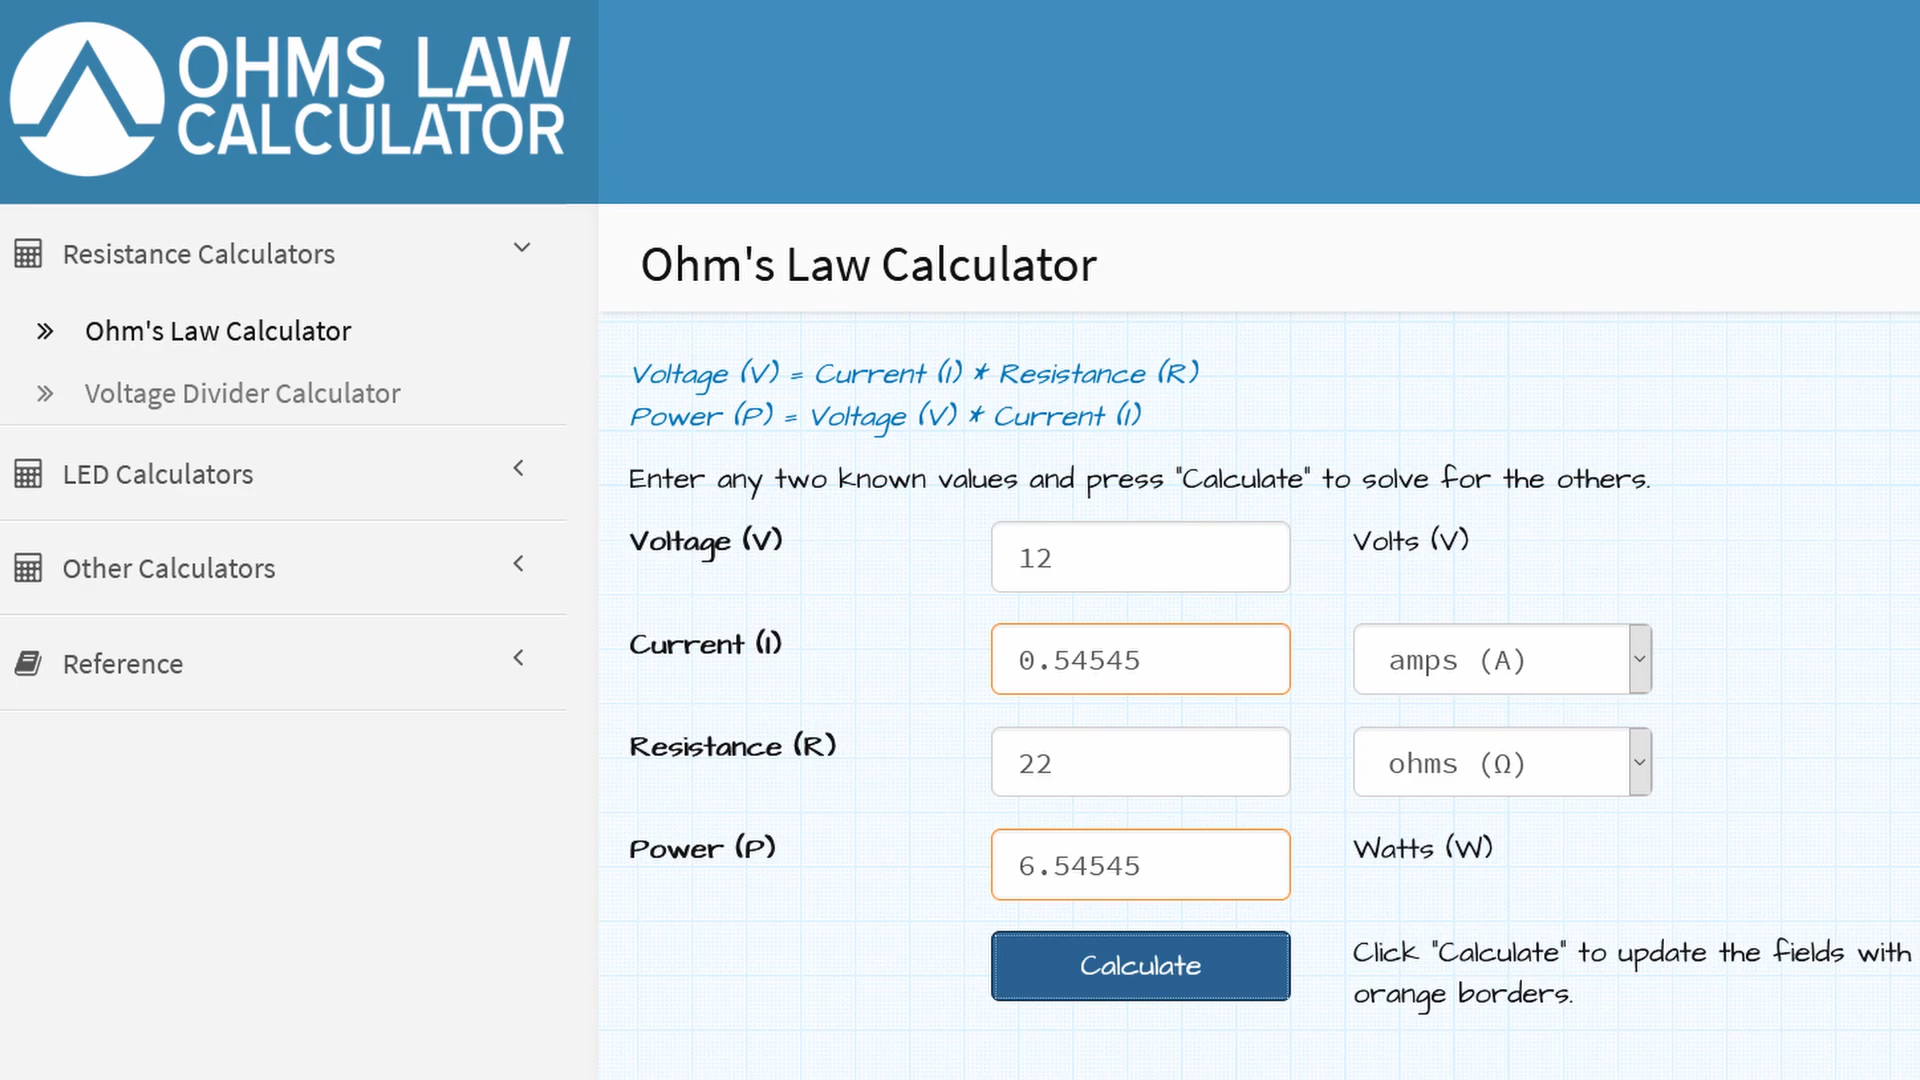 OHMS LAW
CALCULATOR
Resistance Calculators
Ohm's Law Calculator
Voltage Divider Calculator
LED Calculators
Other Calculators
Reference
Ohm's Law Calculator
Voltage (V) = Current (I) * Resistance (R)
Power (P) = Voltage (V) * Current (I)
Enter any two known values and press "Calculate" to solve for the others.
Voltage (V) 12 Volts (V)
Current (I) 0.54545 amps (A)
Resistance (R) 22 ohms (Ω)
Power (P) 6.54545 Watts (W)
Calculate
Click "Calculate" to update the fields with
orange borders.